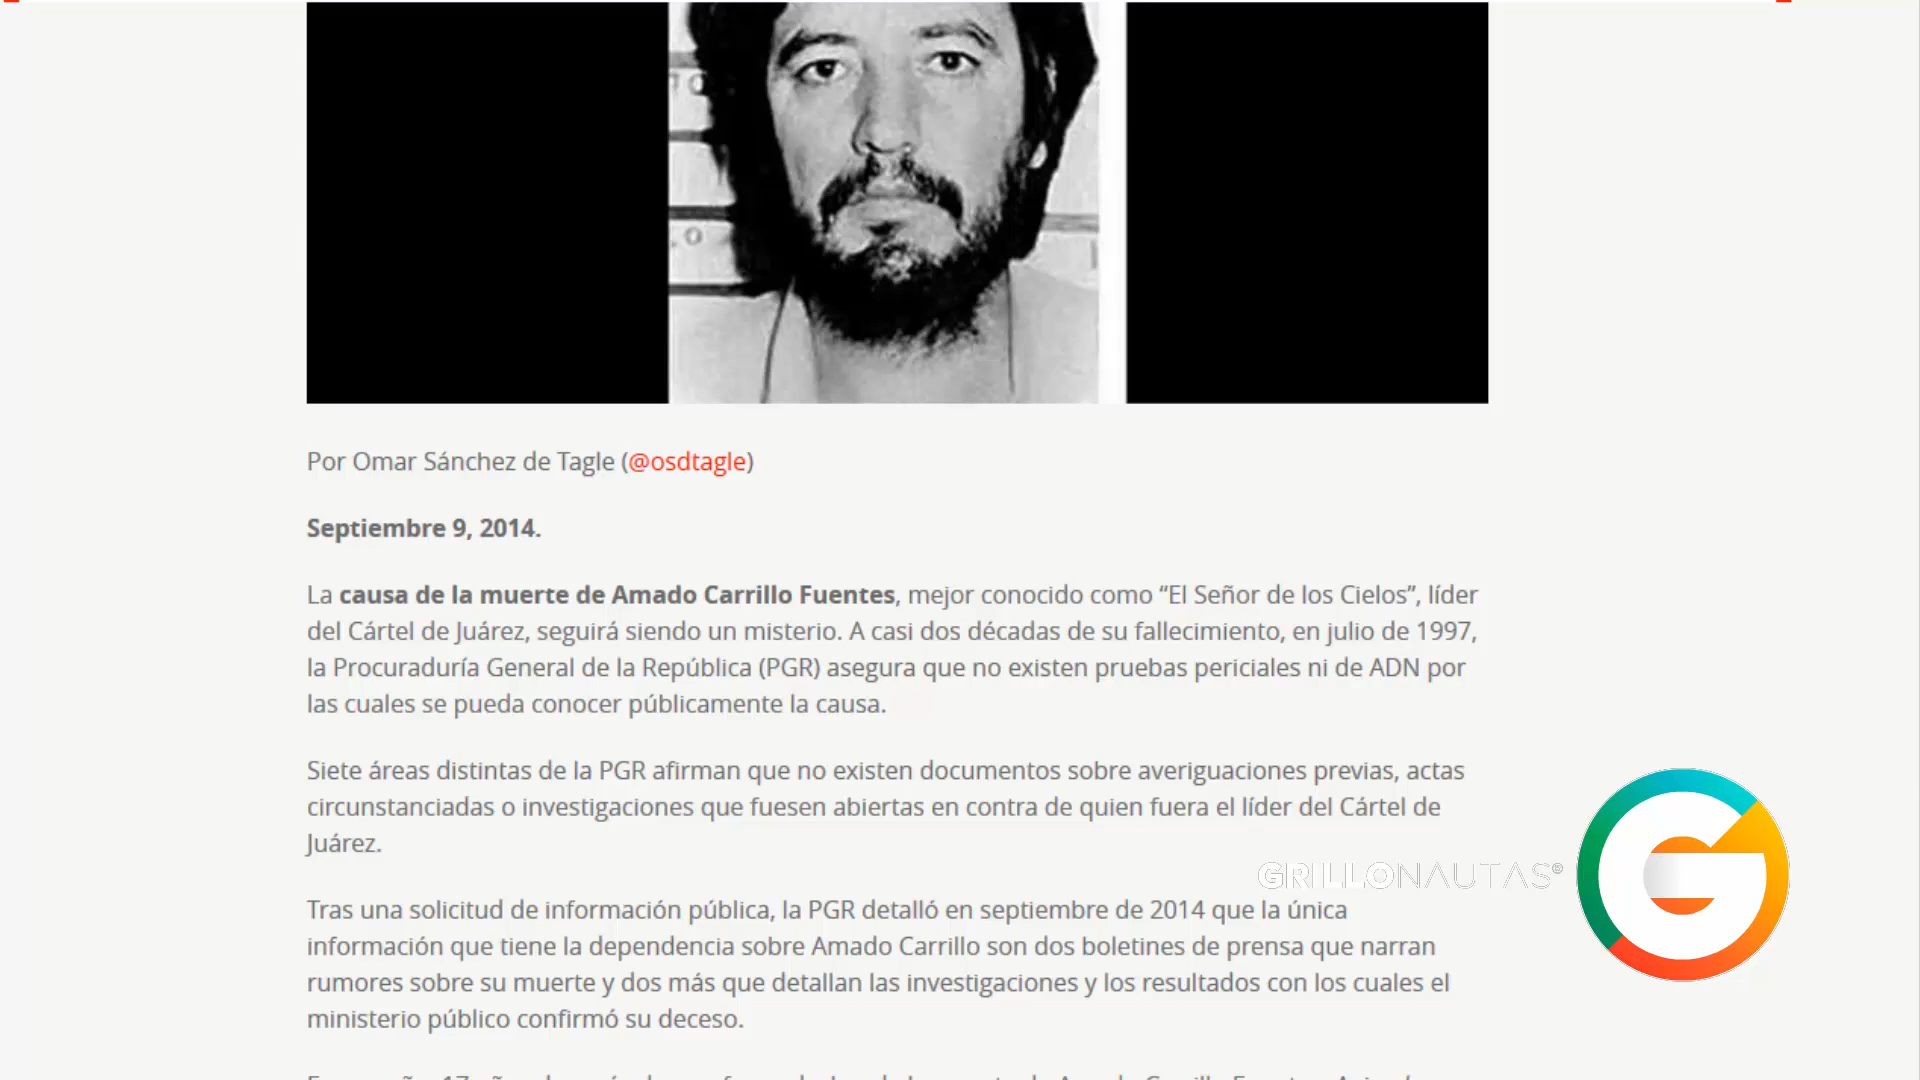 Por Omar Sánchez de Tagle (@osdtagle)
Septiembre 9, 2014.
La causa de la muerte de Amado Carrillo Fuentes, mejor conocido como “El Señor de los Cielos”, líder
del Cártel de Juárez, seguirá siendo un misterio. A casi dos décadas de su fallecimiento, en julio de 1997,
la Procuraduría General de la República (PGR) asegura que no existen pruebas periciales ni de ADN por
las cuales se pueda conocer públicamente la causa.
Siete áreas distintas de la PGR afirman que no existen documentos sobre averiguaciones previas, actas
circunstanciadas o investigaciones que fuesen abiertas en contra de quien fuera el líder del Cártel de
Juárez.
GRILLONAUTAS®
G
Tras una solicitud de información pública, la PGR detalló en septiembre de 2014 que la única
información que tiene la dependencia sobre Amado Carrillo son dos boletines de prensa que narran
rumores sobre su muerte y dos más que detallan las investigaciones y los resultados con los cuales el
ministerio público confirmó su deceso.